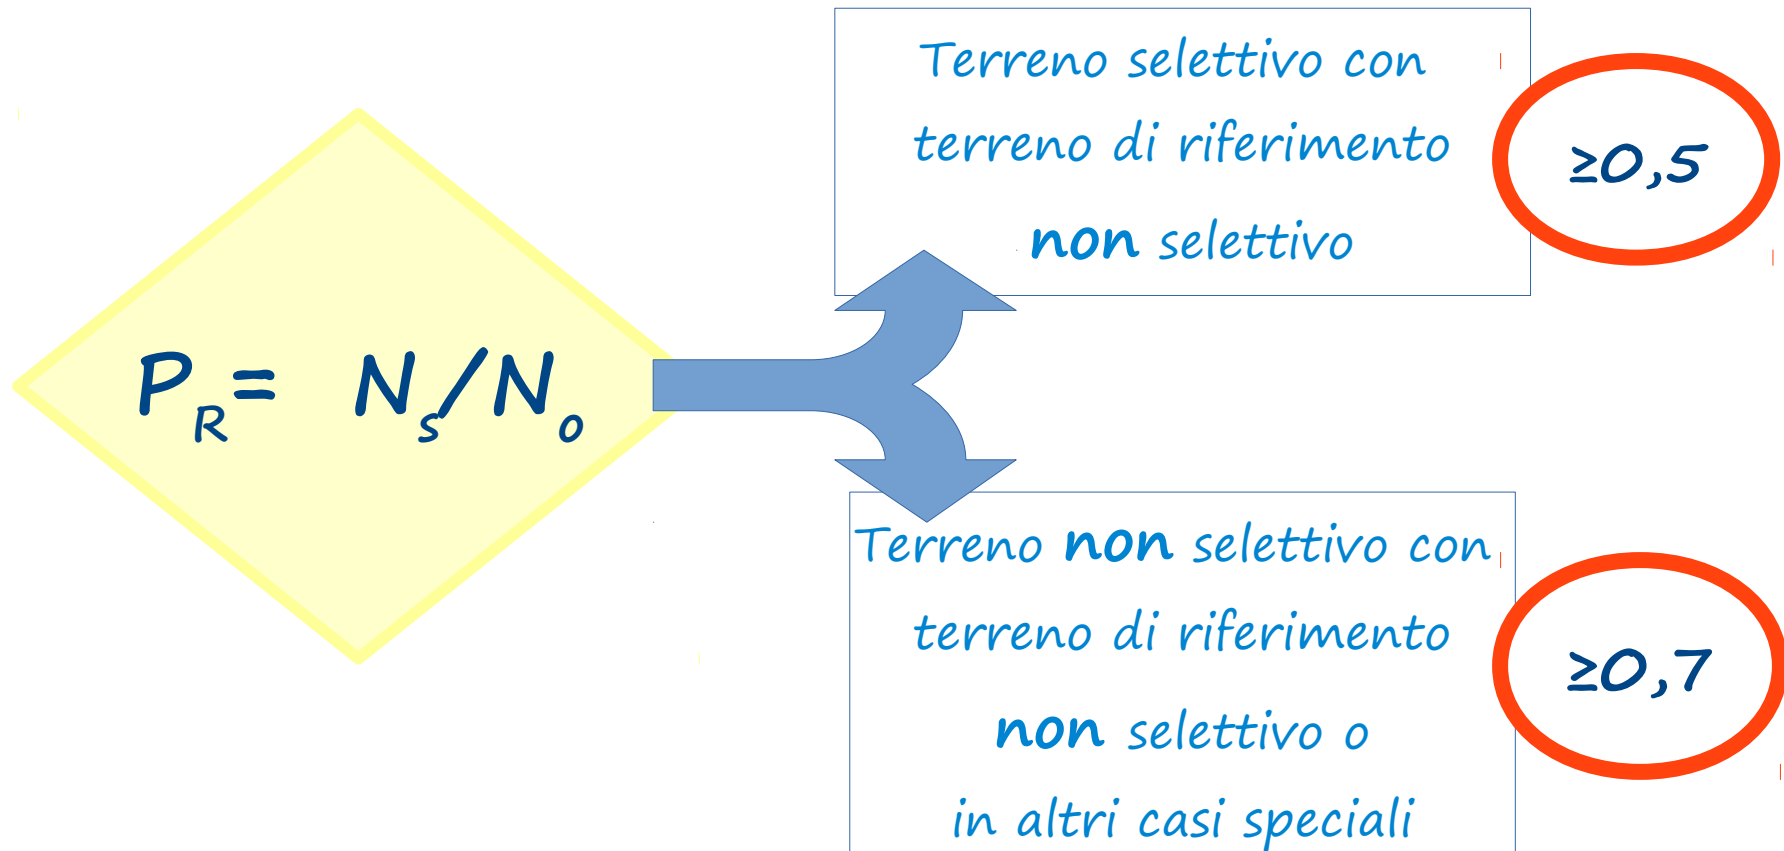 Terreno selettivo con
terreno di riferimento
non selettivo
≥0,5
PR= Ns/No
Terreno non selettivo con
terreno di riferimento
non selettivo o
in altri casi speciali
≥0,7